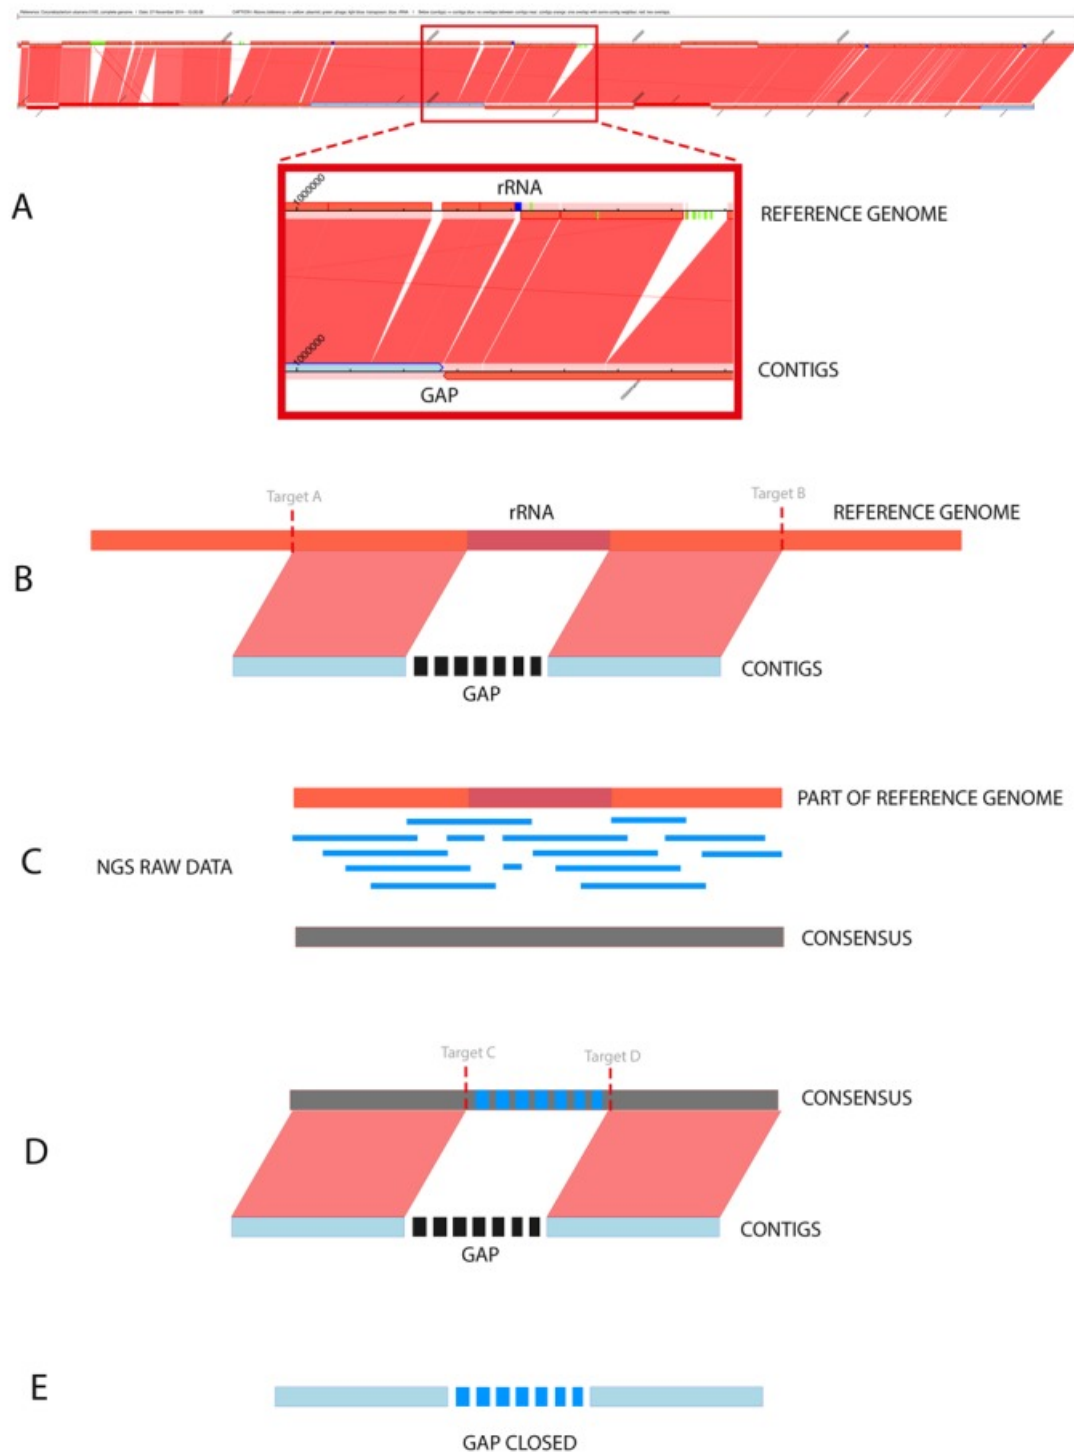 A
rRNA
1000000
REFERENCE GENOME
1000000
CONTIGS
GAP
Target A
Target B
rRNA
REFERENCE GENOME
B
CONTIGS
GAP
PART OF REFERENCE GENOME
C
NGS RAW DATA
CONSENSUS
Target C
Target D
CONSENSUS
D
CONTIGS
GAP
E
GAP CLOSED